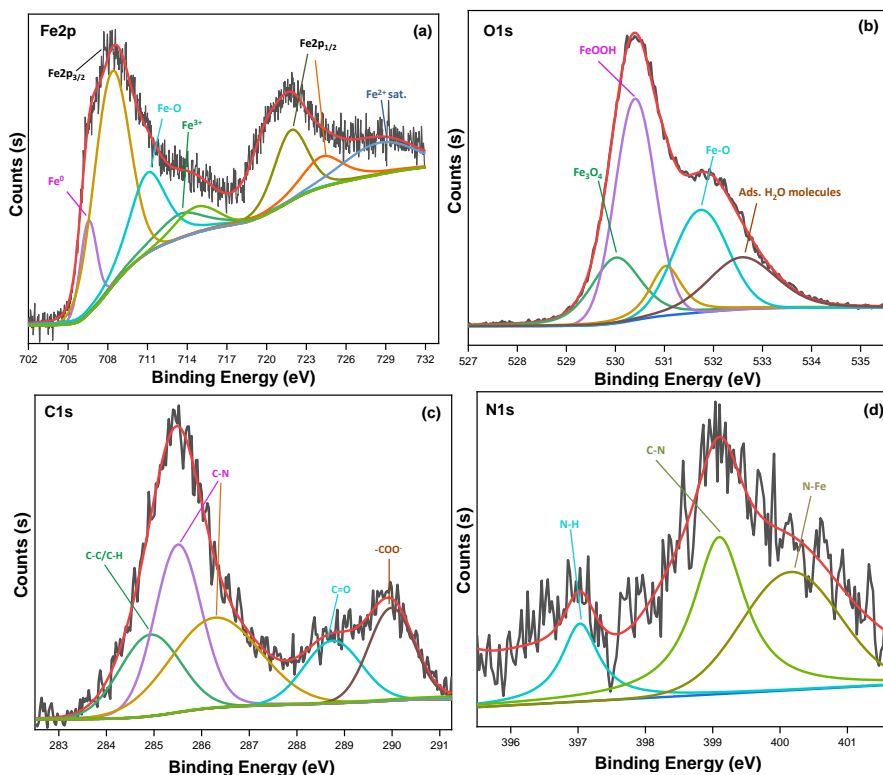 Fe2p
(a)
Fe2p3/2
Fe2p1/2
Fe-O
Fe2+ sat.
Fe3+
Fe0
Counts (s)
702 705 708 711 714 717 720 723 726 729 732
Binding Energy (eV)
O1s
(b)
FeOOH
Fe-O
Fe3O4
Ads. H2O molecules
Counts (s)
527 528 529 530 531 532 533 534 535
Binding Energy (eV)
C1s
(c)
C-N
C-C/C-H
-COO-
C=O
Counts (s)
283 284 285 286 287 288 289 290 291
Binding Energy (eV)
N1s
(d)
C-N
N-Fe
N-H
Counts (s)
396 397 398 399 400 401
Binding Energy (eV)